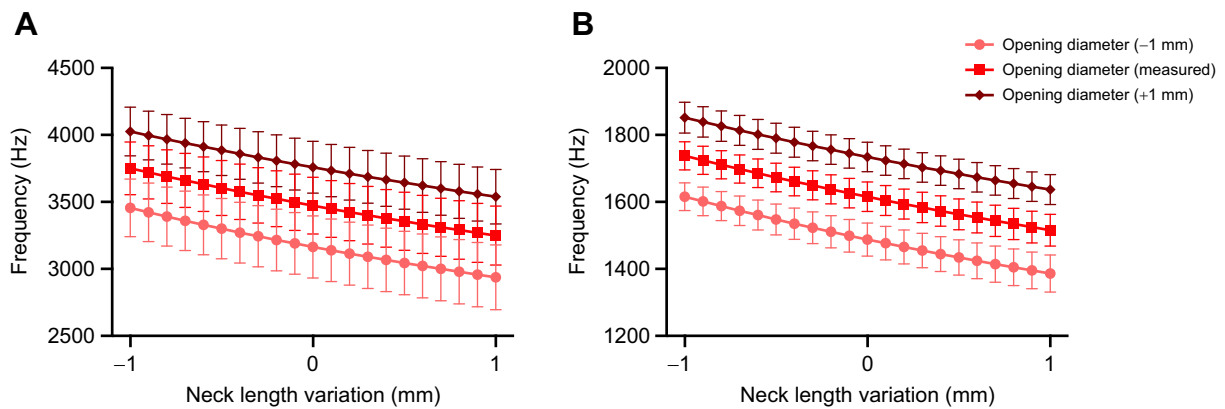 A
4500
4000
3500
3000
2500
Frequency (Hz)
–1
0
1
Neck length variation (mm)
B
2000
1800
1600
1400
1200
Frequency (Hz)
–1
0
1
Neck length variation (mm)
Opening diameter (–1 mm)
Opening diameter (measured)
Opening diameter (+1 mm)